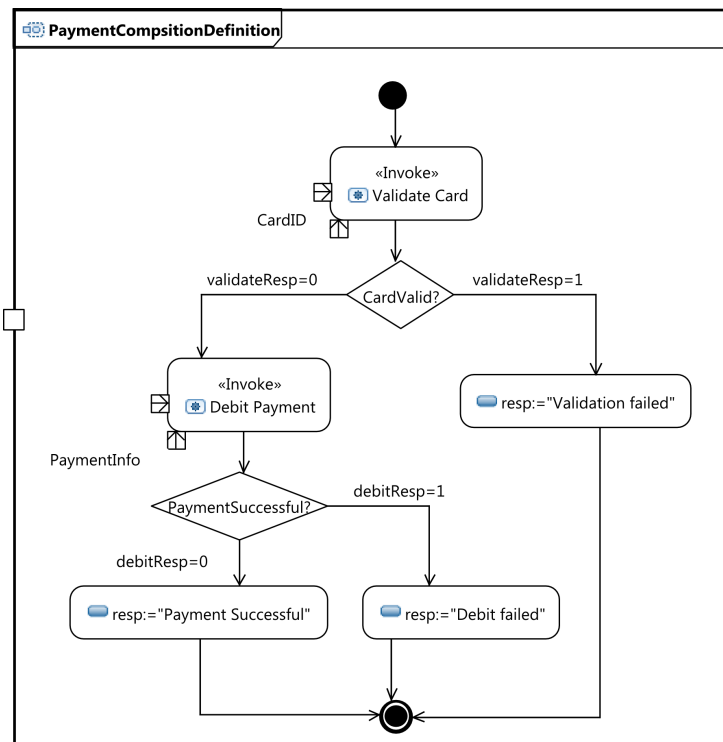 PaymentCompsitionDefinition
«Invoke»
Validate Card
CardID
validateResp=0
validateResp=1
CardValid?
«Invoke»
Debit Payment
resp:="Validation failed"
PaymentInfo
debitResp=1
PaymentSuccessful?
debitResp=0
resp:="Payment Successful"
resp:="Debit failed"